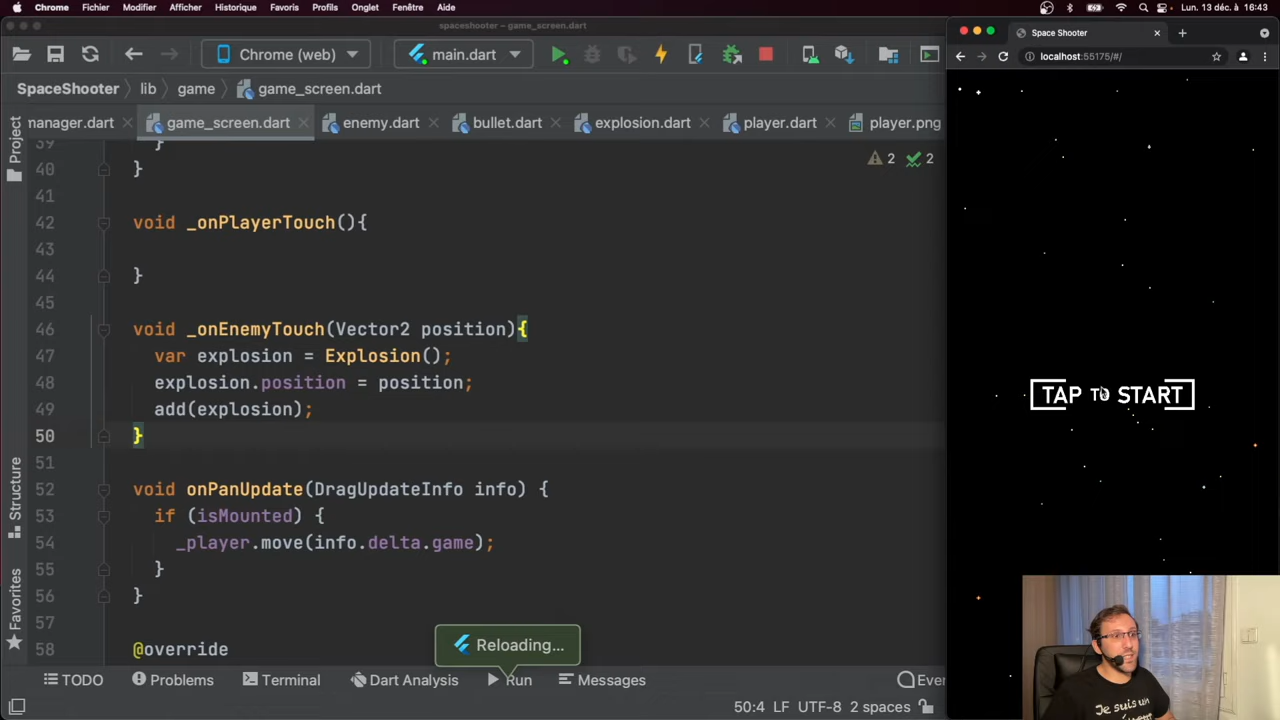 Chrome Fichier Modifier Afficher Historique Favoris Profils Onglet Fenêtre Aide Lun. 13 déc. à 16:43
spaceshooter – game_screen.dart
Space Shooter
Chrome (web) main.dart
localhost:55175/#/
SpaceShooter lib game game_screen.dart
manager.dart game_screen.dart enemy.dart bullet.dart explosion.dart player.dart player.png
Project
Structure
Favorites
2 2
39 }
40 }
41
42 void _onPlayerTouch(){
43
44 }
45
46 void _onEnemyTouch(Vector2 position){
47 var explosion = Explosion();
48 explosion.position = position;
49 add(explosion);
50 }
51
52 void onPanUpdate(DragUpdateInfo info) {
53 if (isMounted) {
54 _player.move(info.delta.game);
55 }
56 }
57
58 @override
TAP TO START
Reloading...
TODO Problems Terminal Dart Analysis Run Messages Ever
50:4 LF UTF-8 2 spaces
Je suis un